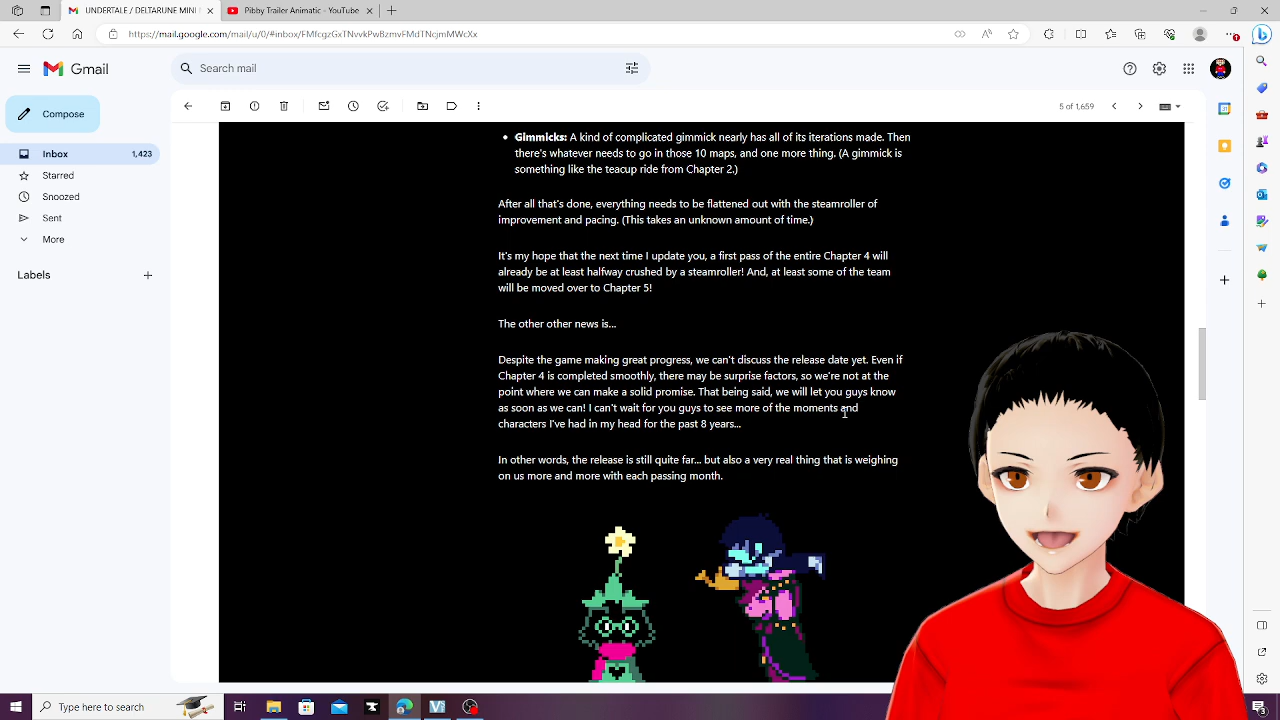 UNDERTALE / DELTARUNE MINI
Pibby Trailer Animatic - YouTube
https://mail.google.com/mail/u/0/#inbox/FMfcgzGxTNvvkPwBzmvFMdTNcjmMWcXx
Gmail
Search mail
Compose
5 of 1,659
Inbox 1,423
Starred
Snoozed
Sent
More
Labels
• Gimmicks: A kind of complicated gimmick nearly has all of its iterations made. Then
there's whatever needs to go in those 10 maps, and one more thing. (A gimmick is
something like the teacup ride from Chapter 2.)
After all that's done, everything needs to be flattened out with the steamroller of
improvement and pacing. (This takes an unknown amount of time.)
It's my hope that the next time I update you, a first pass of the entire Chapter 4 will
already be at least halfway crushed by a steamroller! And, at least some of the team
will be moved over to Chapter 5!
The other other news is...
Despite the game making great progress, we can't discuss the release date yet. Even if
Chapter 4 is completed smoothly, there may be surprise factors, so we're not at the
point where we can make a solid promise. That being said, we will let you guys know
as soon as we can! I can't wait for you guys to see more of the moments and
characters I've had in my head for the past 8 years...
In other words, the release is still quite far... but also a very real thing that is weighing
on us more and more with each passing month.
Type here to search